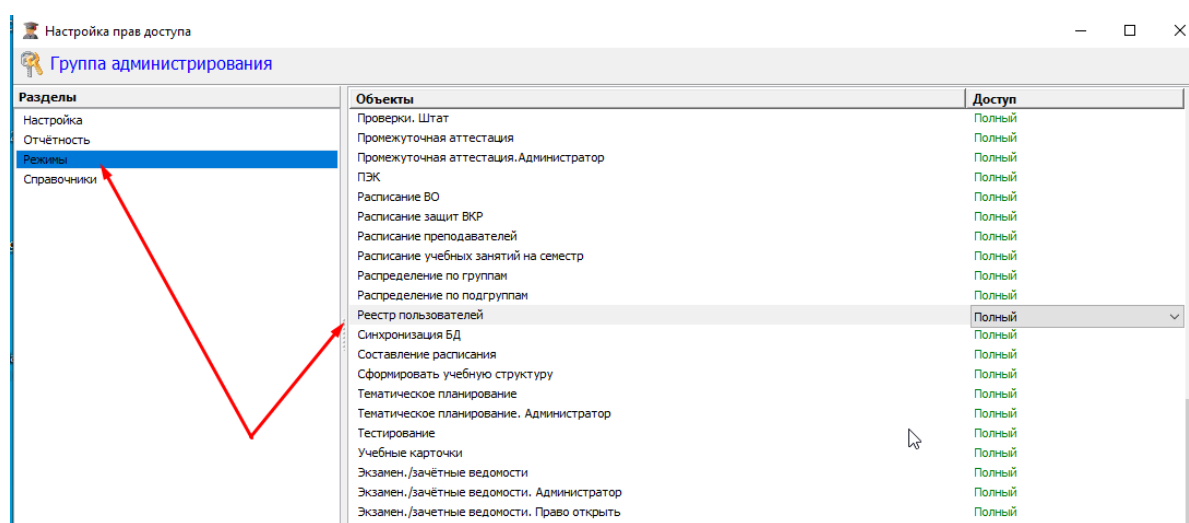 Настройка прав доступа
Группа администрирования
Разделы
Настройка
Отчётность
Режимы
Справочники
Объекты Доступ
Проверки. Штат Полный
Промежуточная аттестация Полный
Промежуточная аттестация.Администратор Полный
ПЭК Полный
Расписание ВО Полный
Расписание защит ВКР Полный
Расписание преподавателей Полный
Расписание учебных занятий на семестр Полный
Распределение по группам Полный
Распределение по подгруппам Полный
Реестр пользователей Полный
Синхронизация БД Полный
Составление расписания Полный
Сформировать учебную структуру Полный
Тематическое планирование Полный
Тематическое планирование. Администратор Полный
Тестирование Полный
Учебные карточки Полный
Экзамен./зачётные ведомости Полный
Экзамен./зачётные ведомости. Администратор Полный
Экзамен./зачетные ведомости. Право открыть Полный